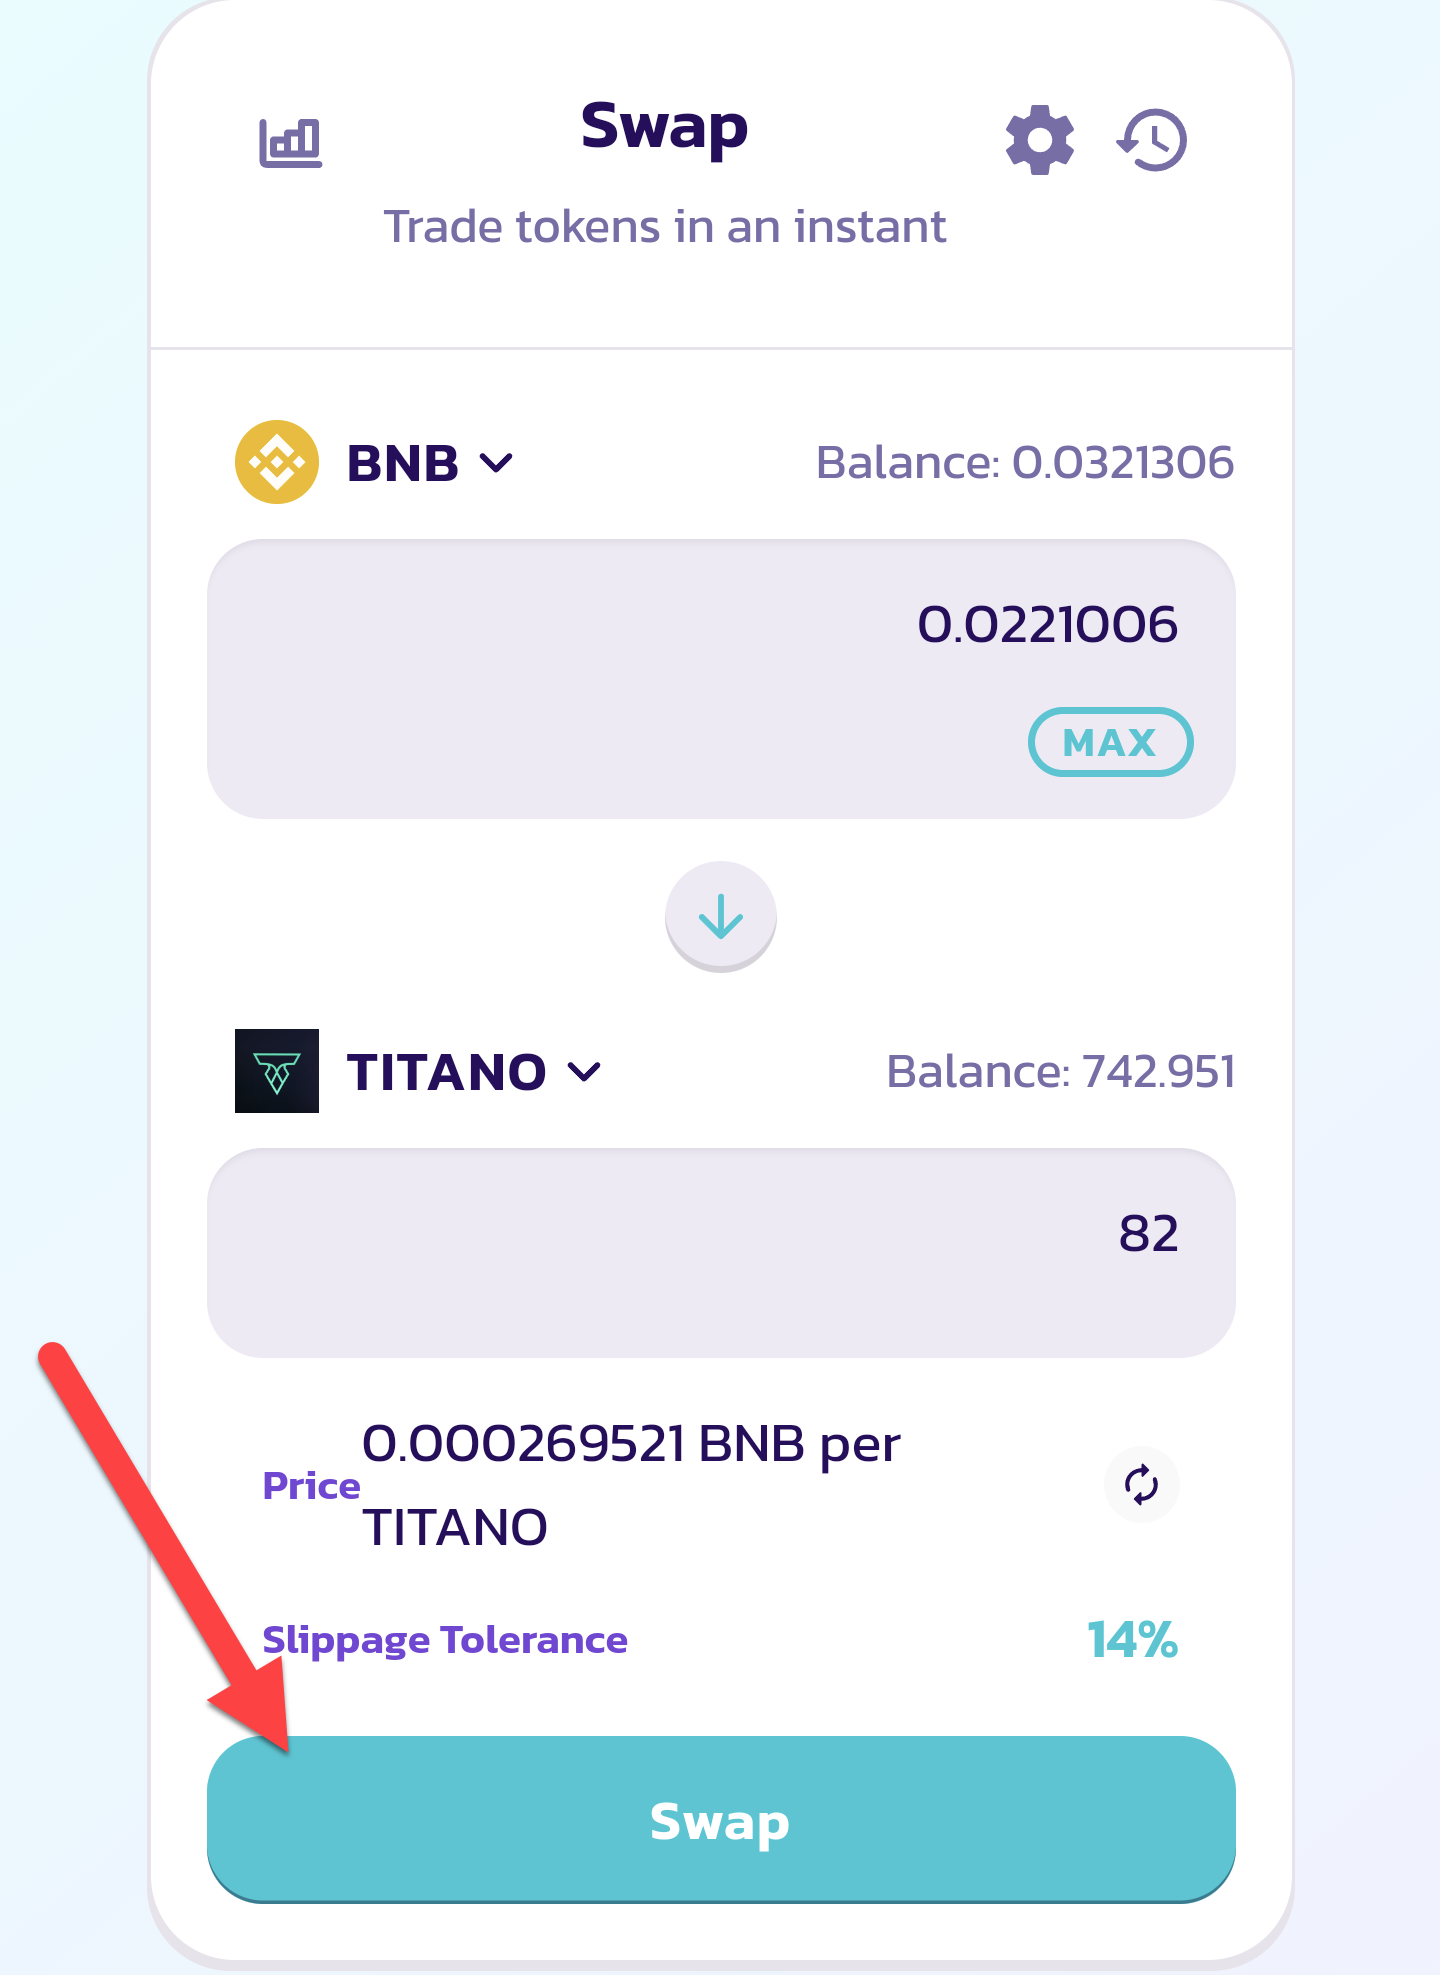 Swap
Trade tokens in an instant
BNB
Balance: 0.0321306
0.0221006
MAX
TITANO
Balance: 742.951
82
Price
0.000269521 BNB per
TITANO
Slippage Tolerance
14%
Swap